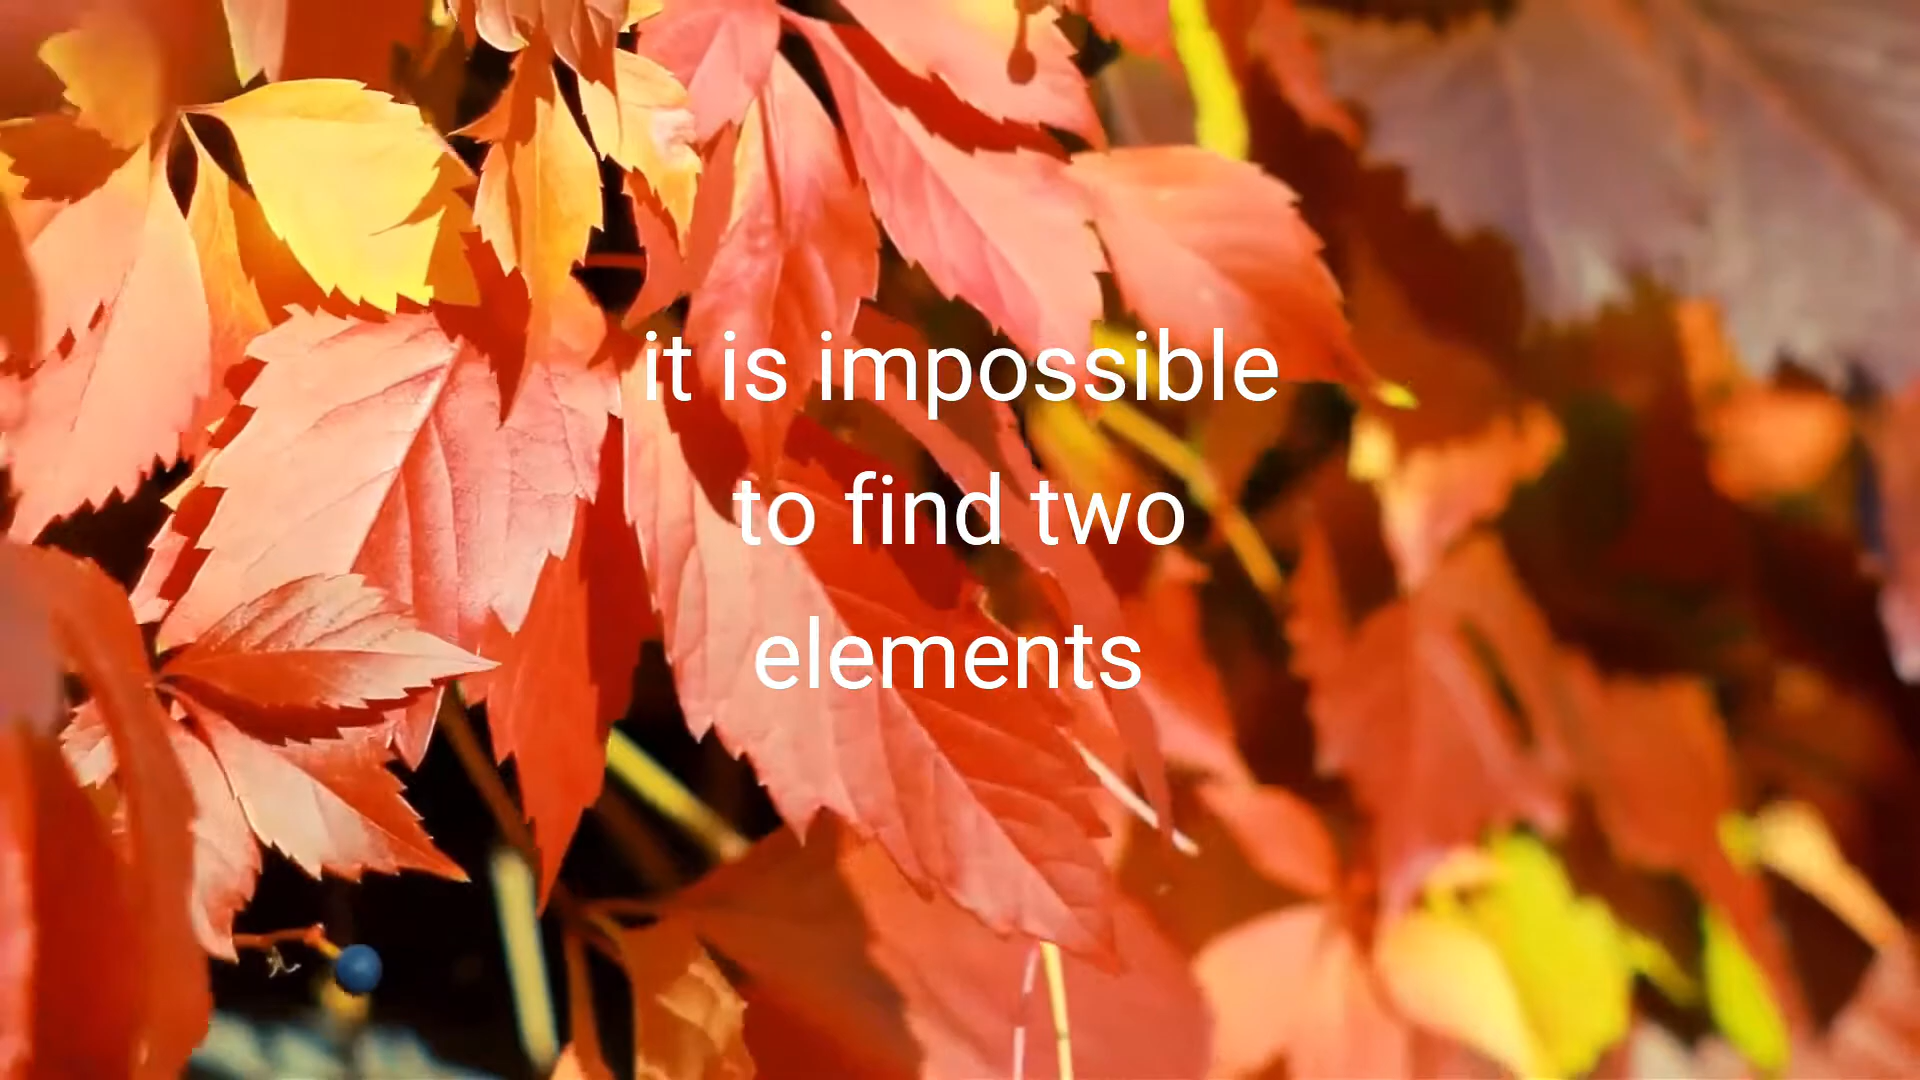 it is impossible
to find two
elements